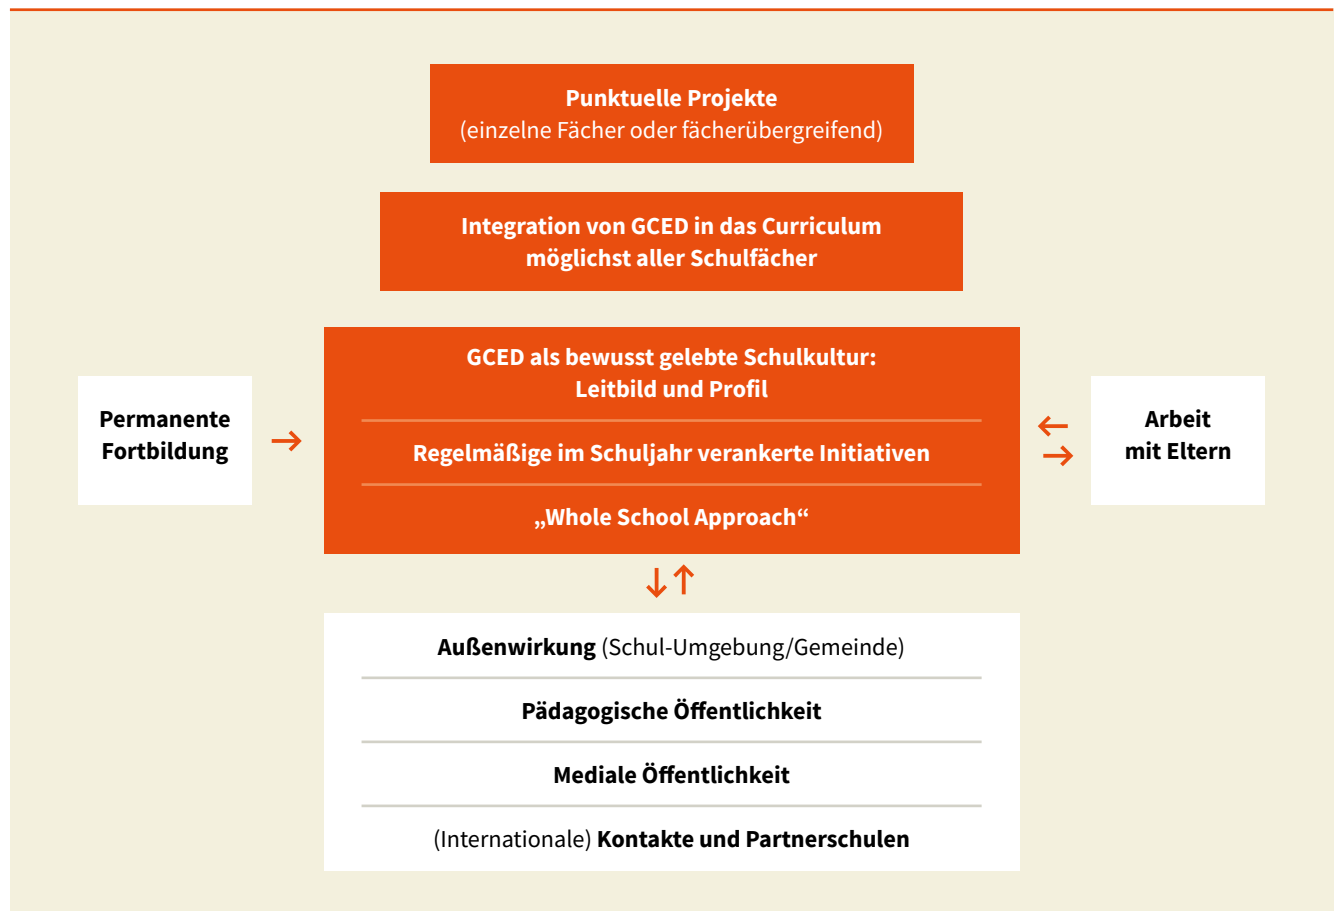 Punktuelle Projekte
(einzelne Fächer oder fächerübergreifend)
Integration von GCED in das Curriculum
möglichst aller Schulfächer
GCED als bewusst gelebte Schulkultur:
Leitbild und Profil
Regelmäßige im Schuljahr verankerte Initiativen
„Whole School Approach“
Permanente
Fortbildung
→
←
→
Arbeit
mit Eltern
↓↑
Außenwirkung (Schul-Umgebung/Gemeinde)
Pädagogische Öffentlichkeit
Mediale Öffentlichkeit
(Internationale) Kontakte und Partnerschulen